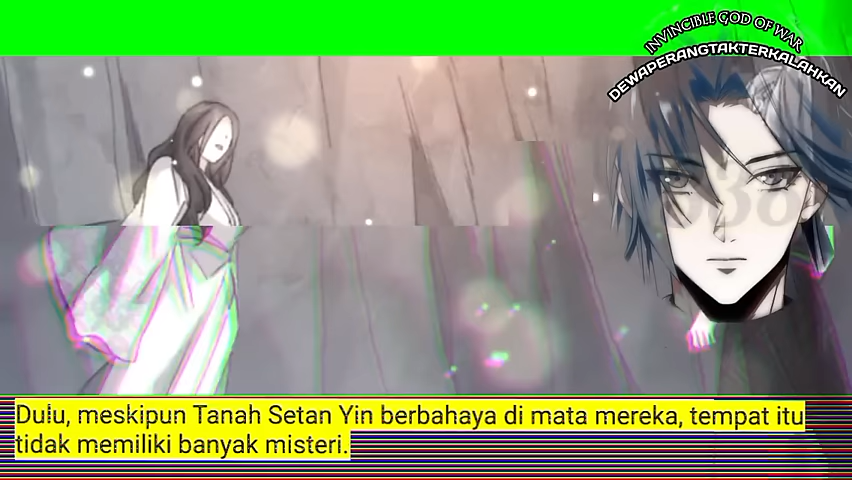 INVINCIBLE GOD OF WAR
DEWAPERANGTAKTERKALAHKAN
Dulu, meskipun Tanah Setan Yin berbahaya di mata mereka, tempat itu
tidak memiliki banyak misteri.